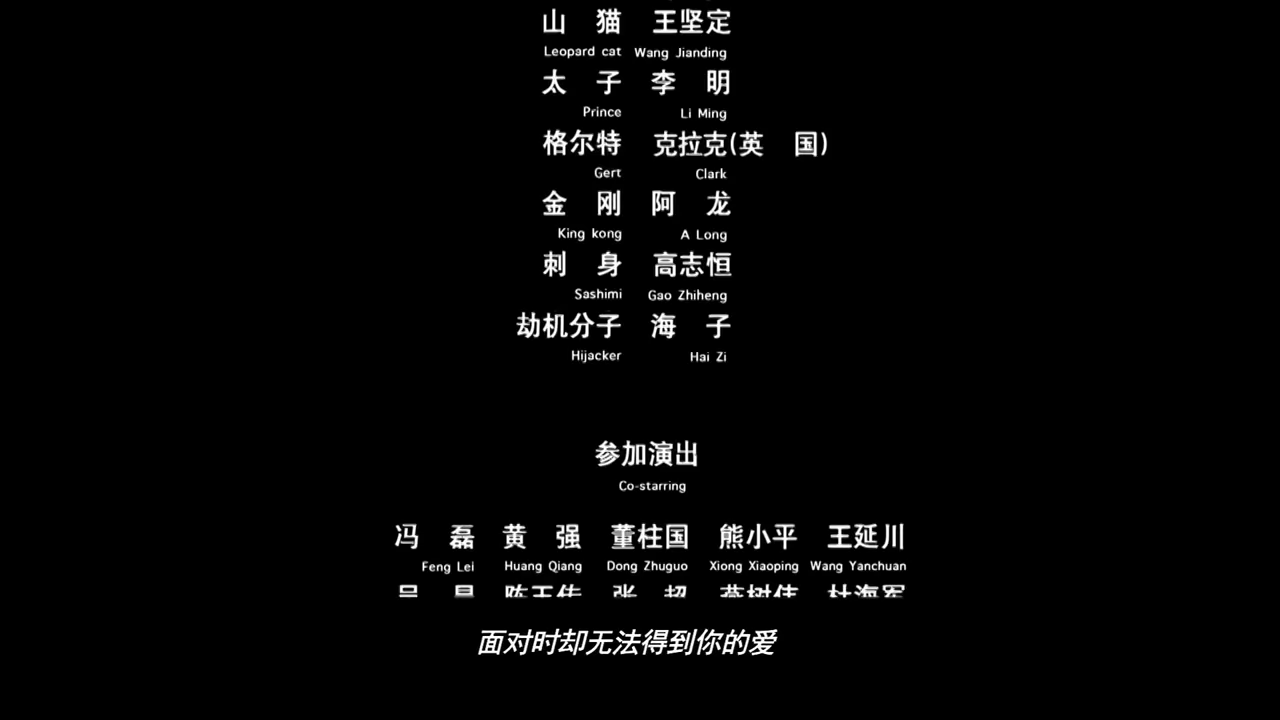 山 猫 王坚定
Leopard cat Wang Jianding
太 子 李 明
Prince Li Ming
格尔特 克拉克(英 国)
Gert Clark
金 刚 阿 龙
King kong A Long
刺 身 高志恒
Sashimi Gao Zhiheng
劫机分子 海 子
Hijacker Hai Zi
参加演出
Co-starring
冯 磊 黄 强 董柱国 熊小平 王延川
Feng Lei Huang Qiang Dong Zhuguo Xiong Xiaoping Wang Yanchuan
张 超
面对时却无法得到你的爱